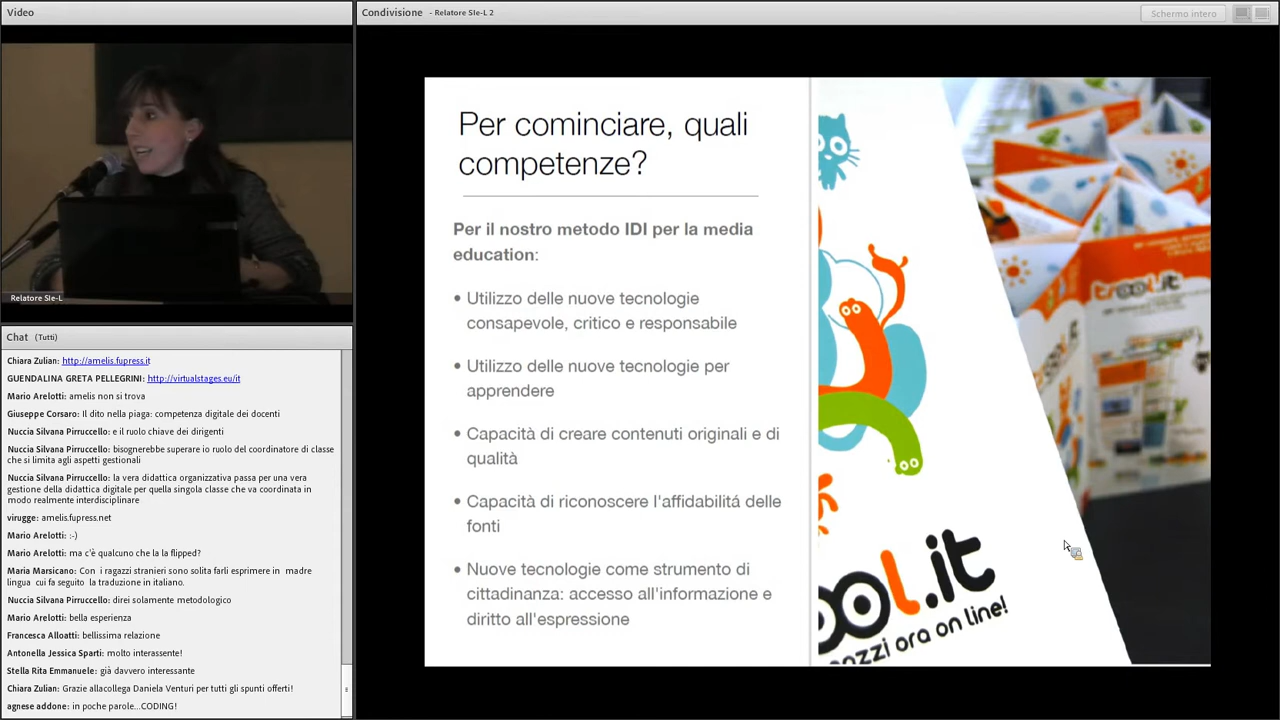 Video
Condivisione - Relatore SIe-L 2
Schermo intero
Relatore SIe-L
Chat (Tutti)
Chiara Zulian: http://amelis.fupress.it
GUENDALINA GRETA PELLEGRINI: http://virtualstages.eu/it
Mario Arelotti: amelis non si trova
Giuseppe Corsaro: Il dito nella piaga: competenza digitale dei docenti
Nuccia Silvana Pirruccello: e il ruolo chiave dei dirigenti
Nuccia Silvana Pirruccello: bisognerebbe superare io ruolo del coordinatore di classe
che si limita agli aspetti gestionali
Nuccia Silvana Pirruccello: la vera didattica organizzativa passa per una vera
gestione della didattica digitale per quella singola classe che va coordinata in
modo realmente interdisciplinare
virugge: amelis.fupress.net
Mario Arelotti: :-)
Mario Arelotti: ma c'è qualcuno che la la flipped?
Maria Marsicano: Con i ragazzi stranieri sono solita farli esprimere in madre
lingua cui fa seguito la traduzione in italiano.
Nuccia Silvana Pirruccello: direi solamente metodologico
Mario Arelotti: bella esperienza
Francesca Alloatti: bellissima relazione
Antonella Jessica Sparti: molto interassente!
Stella Rita Emmanuele: già davvero interessante
Chiara Zulian: Grazie allacollega Daniela Venturi per tutti gli spunti offerti!
agnese addone: in poche parole...CODING!
Per cominciare, quali
competenze?
Per il nostro metodo IDI per la media
education:
• Utilizzo delle nuove tecnologie
consapevole, critico e responsabile
• Utilizzo delle nuove tecnologie per
apprendere
• Capacità di creare contenuti originali e di
qualità
• Capacità di riconoscere l'affidabilitá delle
fonti
• Nuove tecnologie come strumento di
cittadinanza: accesso all'informazione e
diritto all'espressione
trool.it
ool.it
ora on line!